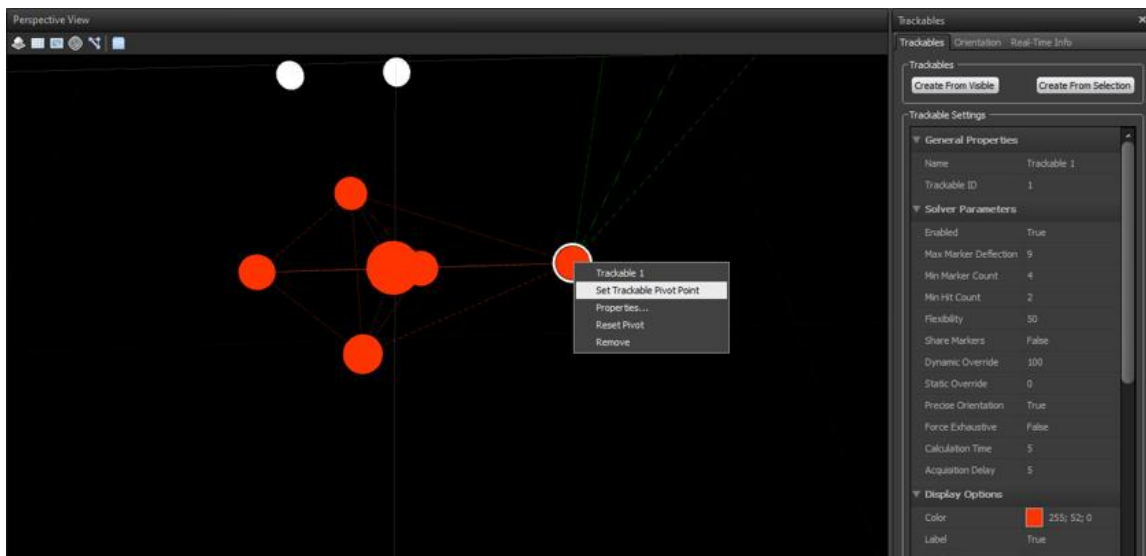 Perspective View
Trackable 1
Set Trackable Pivot Point
Properties...
Reset Pivot
Remove
Trackables
Trackables Orientation Real-Time Info
Trackables
Create From Visible Create From Selection
Trackable Settings
General Properties
Name Trackable 1
Trackable ID 1
Solver Parameters
Enabled True
Max Marker Deflection 9
Min Marker Count 4
Min Hit Count 2
Flexibility 50
Share Markers False
Dynamic Override 100
Static Override 0
Precise Orientation True
Force Exhaustive False
Calculation Time 5
Acquisition Delay 5
Display Options
Color 255; 52; 0
Label True